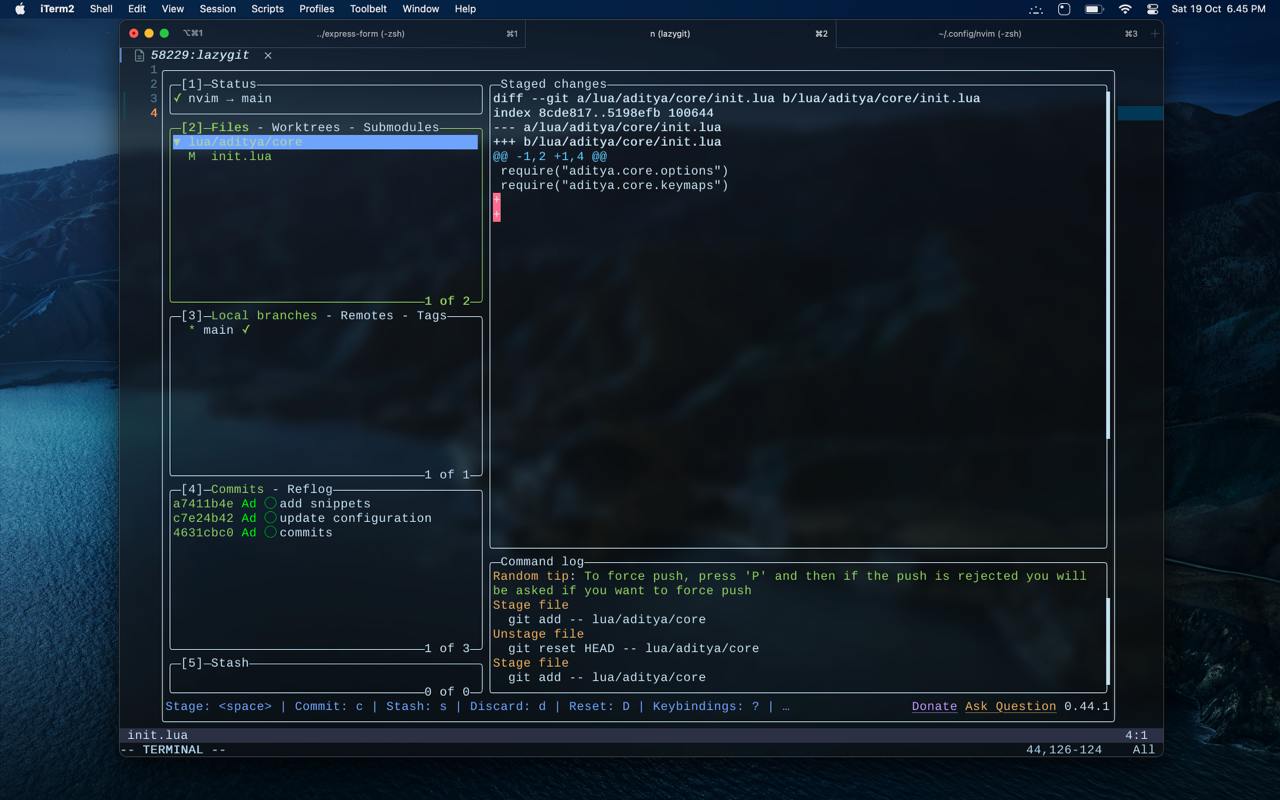 iTerm2 Shell Edit View Session Scripts Profiles Toolbelt Window Help Sat 19 Oct 6.45 PM
⌥⌘1 ../express-form (-zsh) ⌘1 n (lazygit) ⌘2 ~/.config/nvim (-zsh) ⌘3 +
58229:lazygit ×
1
2
3
4
[1]—Status
✓ nvim → main
[2]—Files - Worktrees - Submodules
▼ lua/aditya/core
M init.lua
1 of 2
[3]—Local branches - Remotes - Tags
* main ✓
1 of 1
[4]—Commits - Reflog
a7411b4e Ad ◯ add snippets
c7e24b42 Ad ◯ update configuration
4631cbc0 Ad ◯ commits
1 of 3
[5]—Stash
0 of 0
Staged changes
diff --git a/lua/aditya/core/init.lua b/lua/aditya/core/init.lua
index 8cde817..5198efb 100644
--- a/lua/aditya/core/init.lua
+++ b/lua/aditya/core/init.lua
@@ -1,2 +1,4 @@
require("aditya.core.options")
require("aditya.core.keymaps")
+
+
Command log
Random tip: To force push, press 'P' and then if the push is rejected you will
be asked if you want to force push
Stage file
git add -- lua/aditya/core
Unstage file
git reset HEAD -- lua/aditya/core
Stage file
git add -- lua/aditya/core
Stage: <space> | Commit: c | Stash: s | Discard: d | Reset: D | Keybindings: ? | … Donate Ask Question 0.44.1
init.lua 4:1
-- TERMINAL -- 44,126-124 All